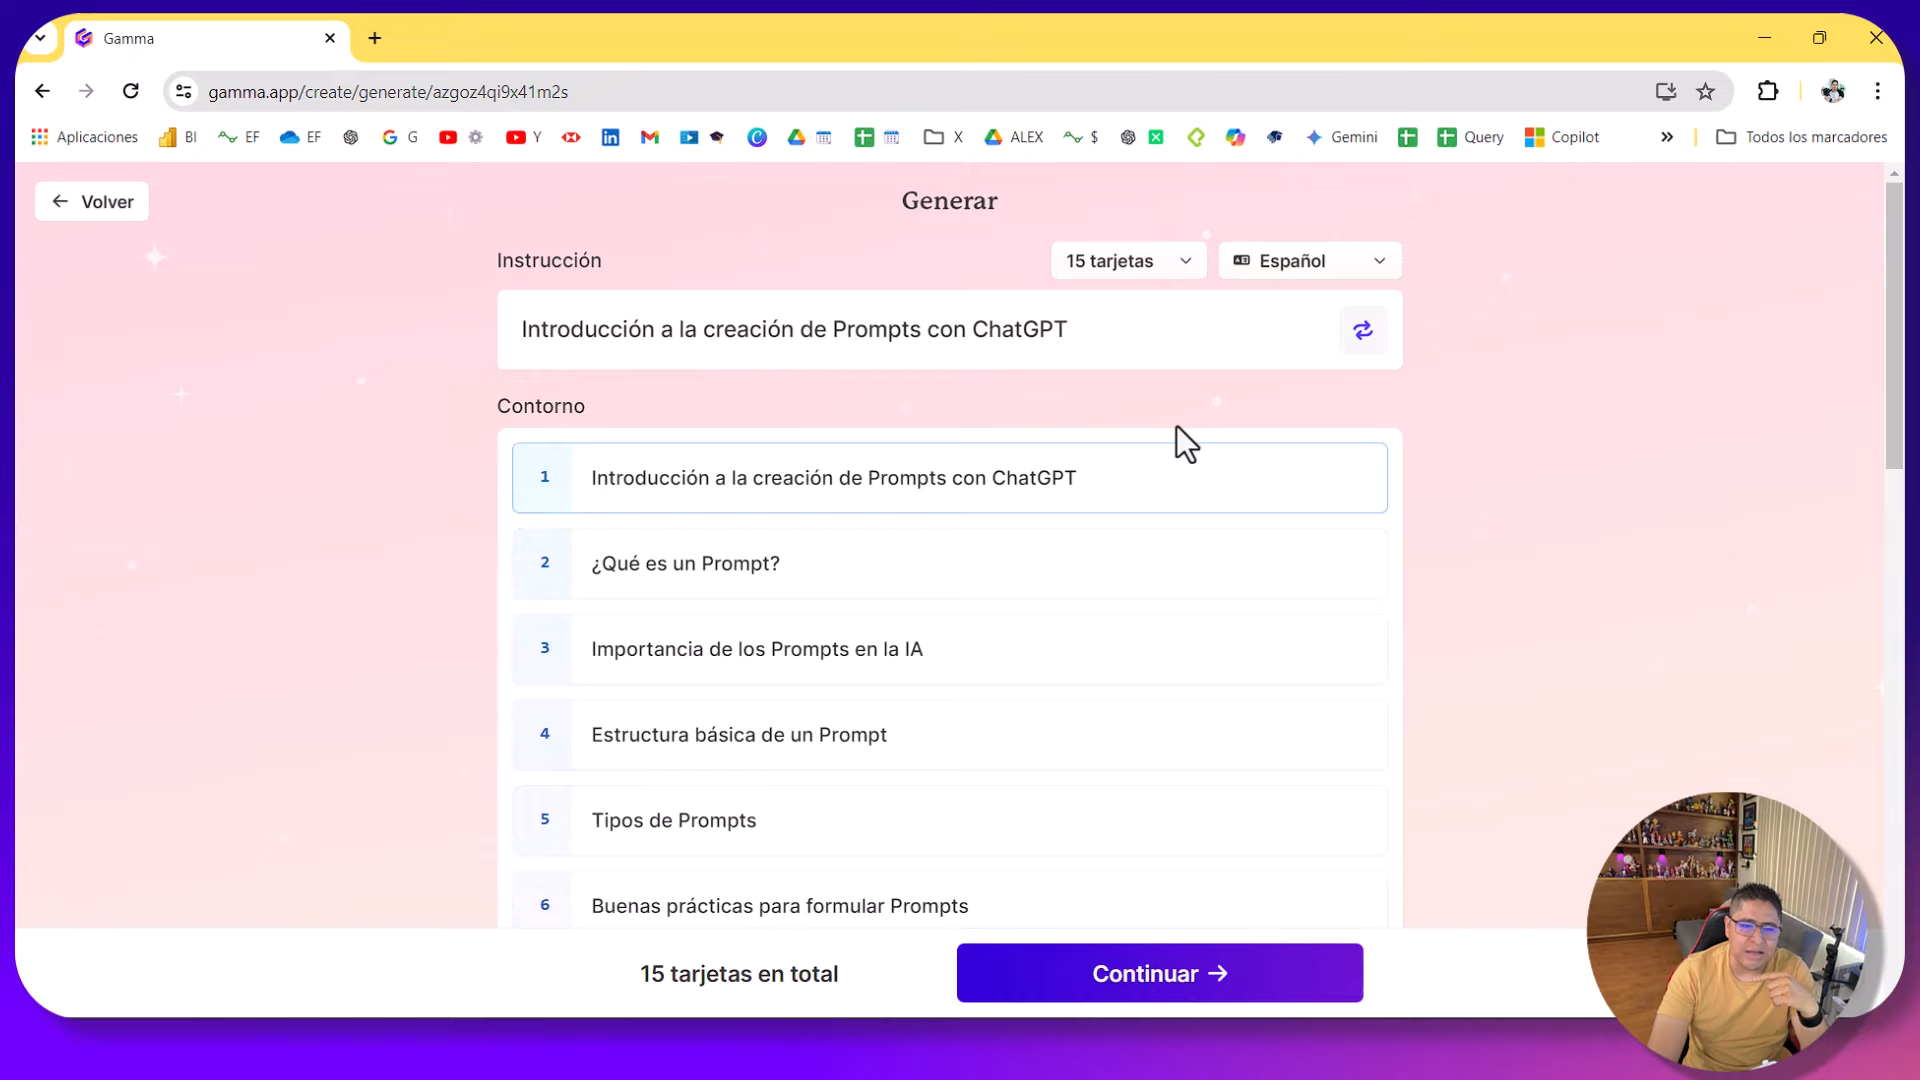 Gamma
gamma.app/create/generate/azgoz4qi9x41m2s
Aplicaciones BI EF EF G Y X ALEX $ Gemini Query Copilot » Todos los marcadores
Volver
Generar
Instrucción 15 tarjetas Español
Introducción a la creación de Prompts con ChatGPT
Contorno
1 Introducción a la creación de Prompts con ChatGPT
2 ¿Qué es un Prompt?
3 Importancia de los Prompts en la IA
4 Estructura básica de un Prompt
5 Tipos de Prompts
6 Buenas prácticas para formular Prompts
15 tarjetas en total Continuar →